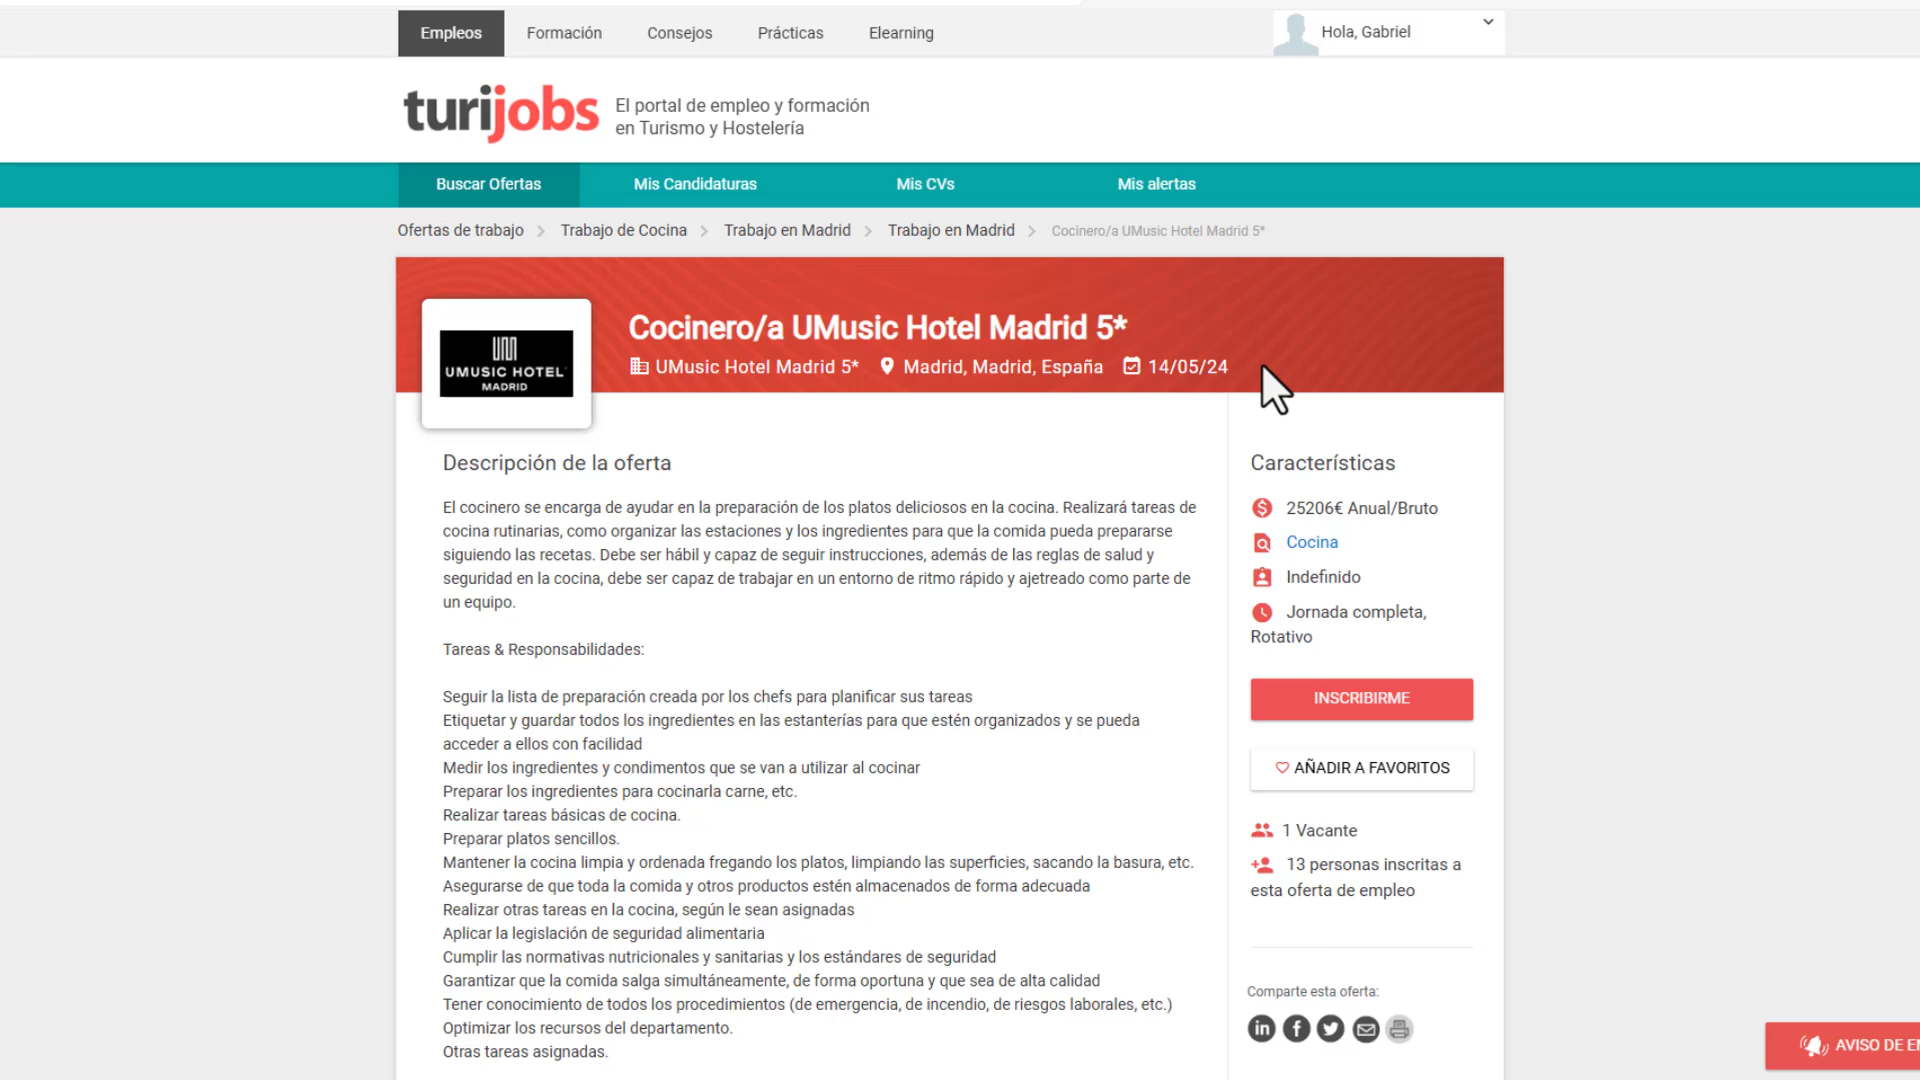 Empleos
Formación
Consejos
Prácticas
Elearning
Hola, Gabriel
turijobs
El portal de empleo y formación
en Turismo y Hostelería
Buscar Ofertas
Mis Candidaturas
Mis CVs
Mis alertas
Ofertas de trabajo
Trabajo de Cocina
Trabajo en Madrid
Trabajo en Madrid
Cocinero/a UMusic Hotel Madrid 5*
UMUSIC HOTEL
MADRID
Cocinero/a UMusic Hotel Madrid 5*
UMusic Hotel Madrid 5*
Madrid, Madrid, España
14/05/24
Descripción de la oferta
El cocinero se encarga de ayudar en la preparación de los platos deliciosos en la cocina. Realizará tareas de
cocina rutinarias, como organizar las estaciones y los ingredientes para que la comida pueda prepararse
siguiendo las recetas. Debe ser hábil y capaz de seguir instrucciones, además de las reglas de salud y
seguridad en la cocina, debe ser capaz de trabajar en un entorno de ritmo rápido y ajetreado como parte de
un equipo.
Tareas & Responsabilidades:
Seguir la lista de preparación creada por los chefs para planificar sus tareas
Etiquetar y guardar todos los ingredientes en las estanterías para que estén organizados y se pueda
acceder a ellos con facilidad
Medir los ingredientes y condimentos que se van a utilizar al cocinar
Preparar los ingredientes para cocinarla carne, etc.
Realizar tareas básicas de cocina.
Preparar platos sencillos.
Mantener la cocina limpia y ordenada fregando los platos, limpiando las superficies, sacando la basura, etc.
Asegurarse de que toda la comida y otros productos estén almacenados de forma adecuada
Realizar otras tareas en la cocina, según le sean asignadas
Aplicar la legislación de seguridad alimentaria
Cumplir las normativas nutricionales y sanitarias y los estándares de seguridad
Garantizar que la comida salga simultáneamente, de forma oportuna y que sea de alta calidad
Tener conocimiento de todos los procedimientos (de emergencia, de incendio, de riesgos laborales, etc.)
Optimizar los recursos del departamento.
Otras tareas asignadas.
Características
25206€ Anual/Bruto
Cocina
Indefinido
Jornada completa,
Rotativo
INSCRIBIRME
AÑADIR A FAVORITOS
1 Vacante
13 personas inscritas a
esta oferta de empleo
Comparte esta oferta:
AVISO DE